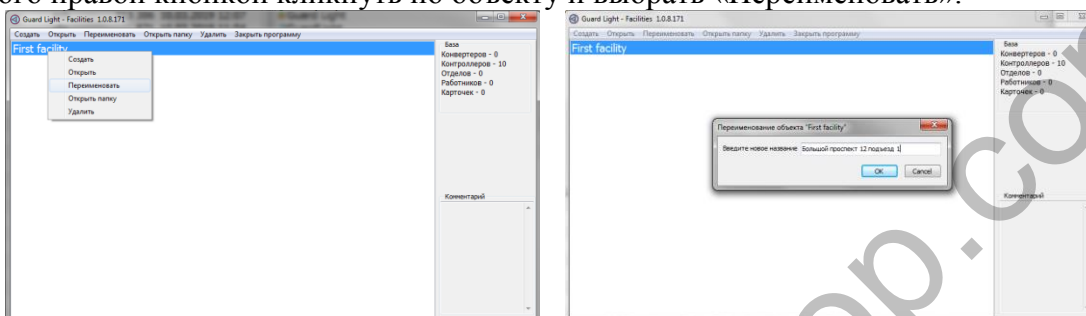 ого правой кнопкой кликнуть по объекту и выбрать «Переименовать».
Guard Light - Facilities 1.0.8.171
Создать Открыть Переименовать Открыть папку Удалить Закрыть программу
First facility
Создать
Открыть
Переименовать
Открыть папку
Удалить
База
Конвертеров - 0
Контроллеров - 10
Отделов - 0
Работников - 0
Карточек - 0
Комментарий
Guard Light - Facilities 1.0.8.171
Создать Открыть Переименовать Открыть папку Удалить Закрыть программу
First facility
База
Конвертеров - 0
Контроллеров - 10
Отделов - 0
Работников - 0
Карточек - 0
Переименование объекта "First facility"
Введите новое название Большой проспект 12 подъезд 1
OK Cancel
Комментарий